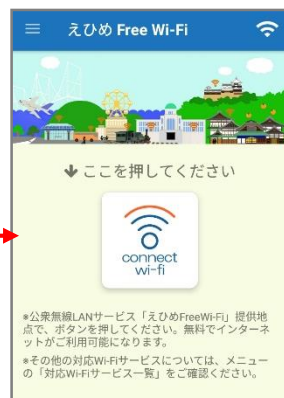 えひめ Free Wi-Fi
ここを押してください
connect
wi-fi
※公衆無線LANサービス「えひめFreeWi-Fi」提供地
点で、ボタンを押してください。無料でインターネ
ットがご利用可能になります。
※その他の対応Wi-Fiサービスについては、メニュー
の「対応Wi-Fiサービス一覧」をご確認ください。